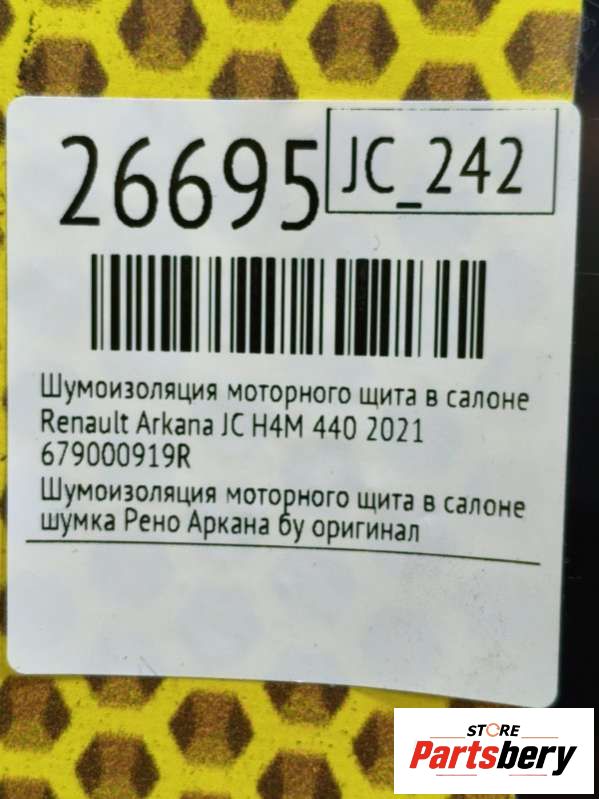 26695
JC_242
Шумоизоляция моторного щита в салоне
Renault Arkana JC H4M 440 2021
679000919R
Шумоизоляция моторного щита в салоне
шумка Рено Аркана бу оригинал
STORE
Partsbery